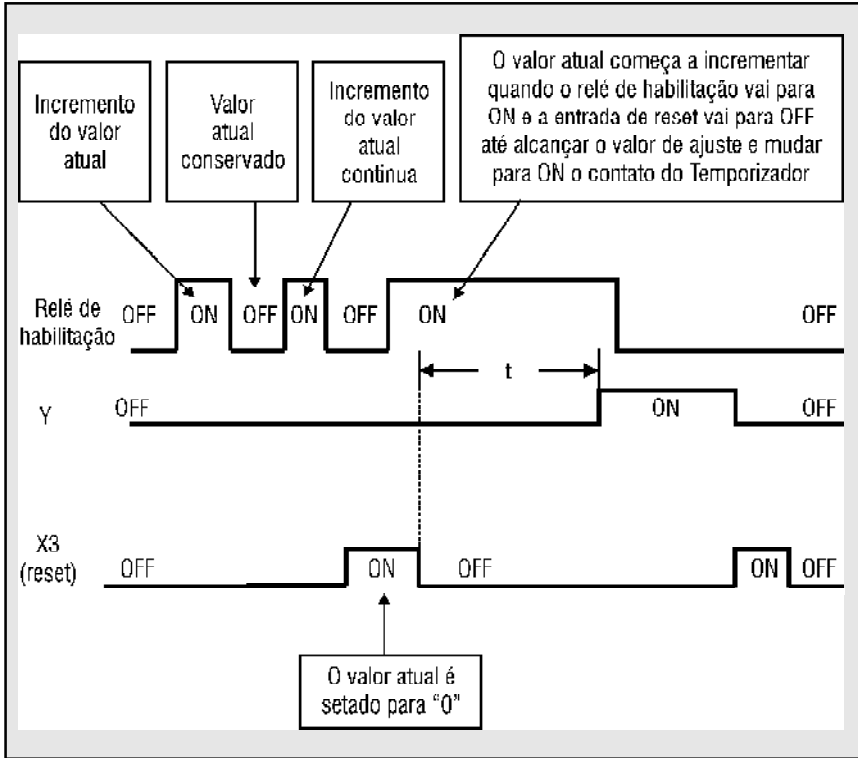 Incremento
do valor
atual
Valor
atual
conservado
Incremento
do valor
atual
continua
O valor atual começa a incrementar
quando o relé de habilitação vai para
ON e a entrada de reset vai para OFF
até alcançar o valor de ajuste e mudar
para ON o contato do Temporizador
Relé de
habilitação
OFF ON OFF ON OFF ON OFF
t
Y OFF ON OFF
X3
(reset)
OFF ON OFF ON OFF
O valor atual é
setado para "0"